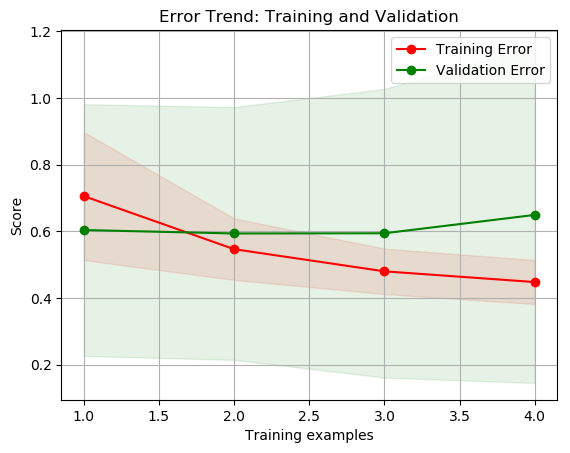 Error Trend: Training and Validation
Training Error
Validation Error
Score
1.2
1.0
0.8
0.6
0.4
0.2
1.0 1.5 2.0 2.5 3.0 3.5 4.0
Training examples